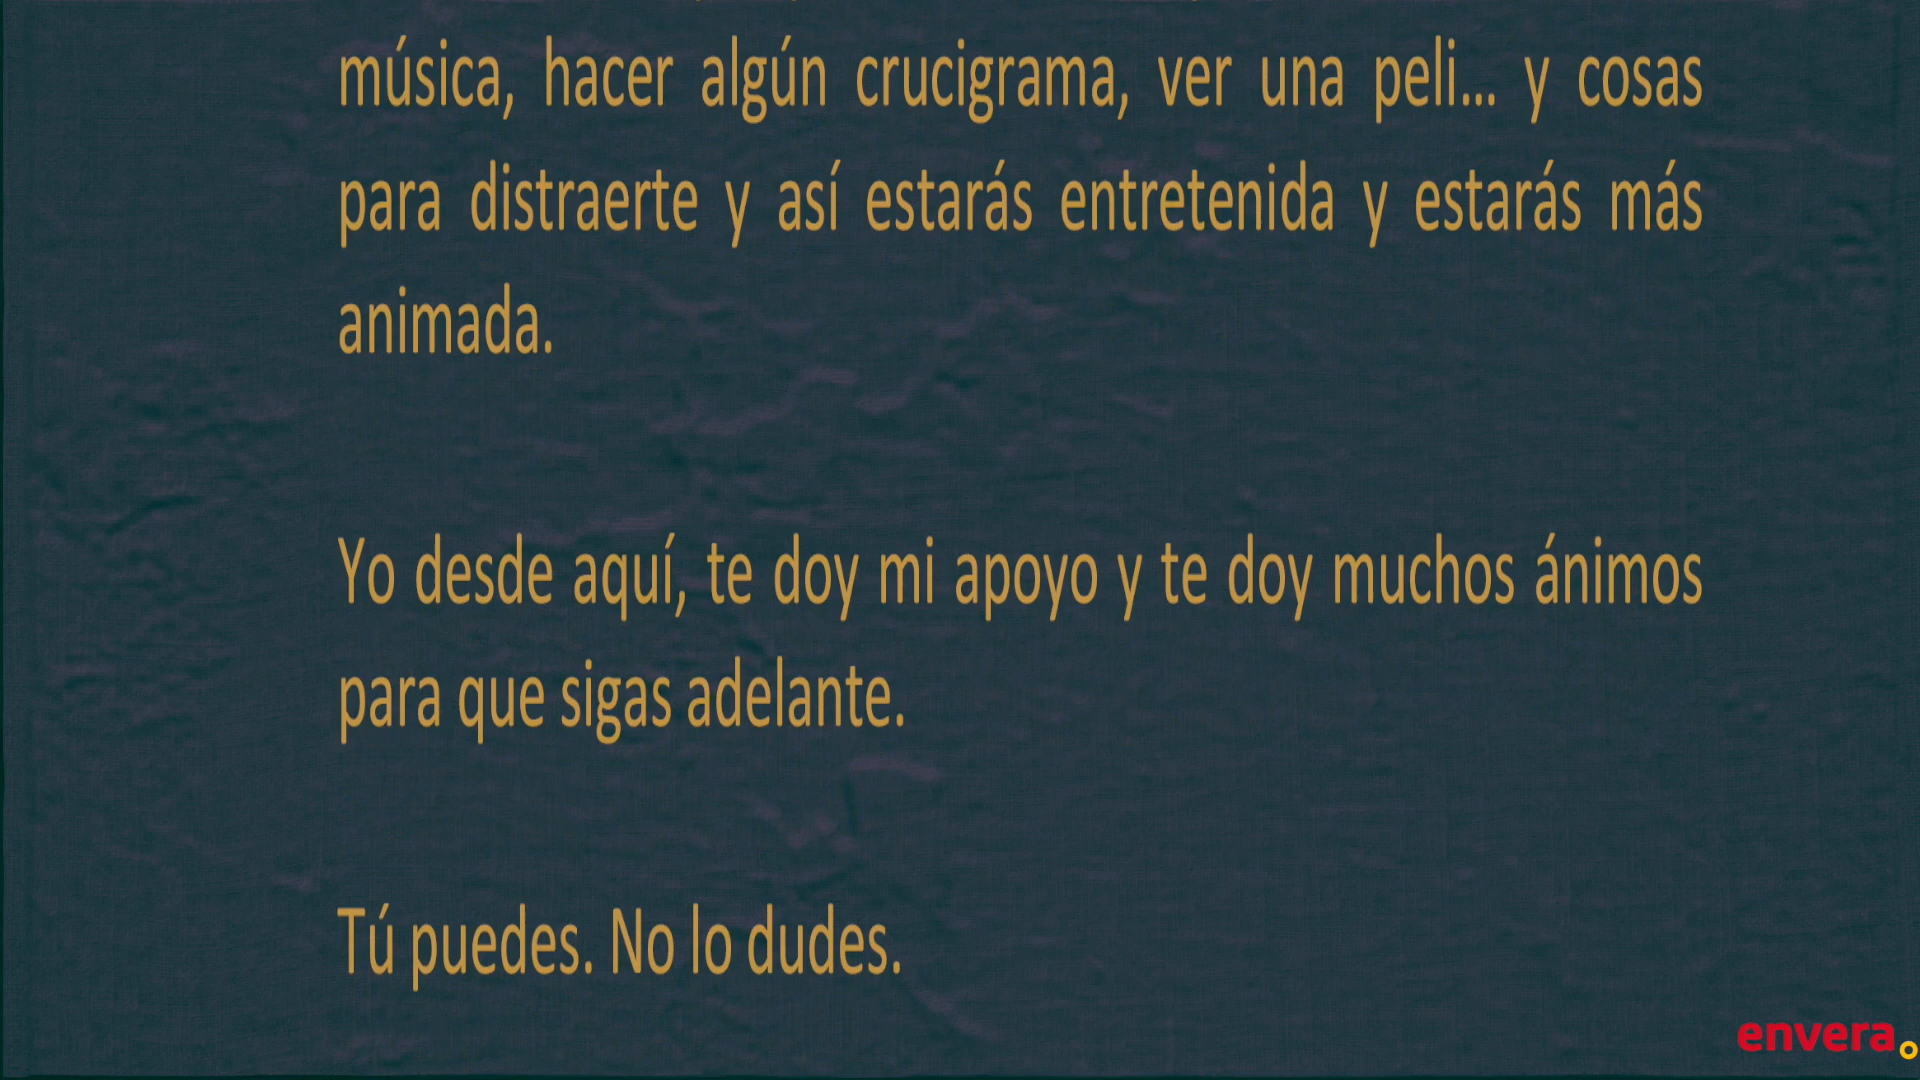 música, hacer algún crucigrama, ver una peli... y cosas
para distraerte y así estarás entretenida y estarás más
animada.
Yo desde aquí, te doy mi apoyo y te doy muchos ánimos
para que sigas adelante.
Tú puedes. No lo dudes.
envera